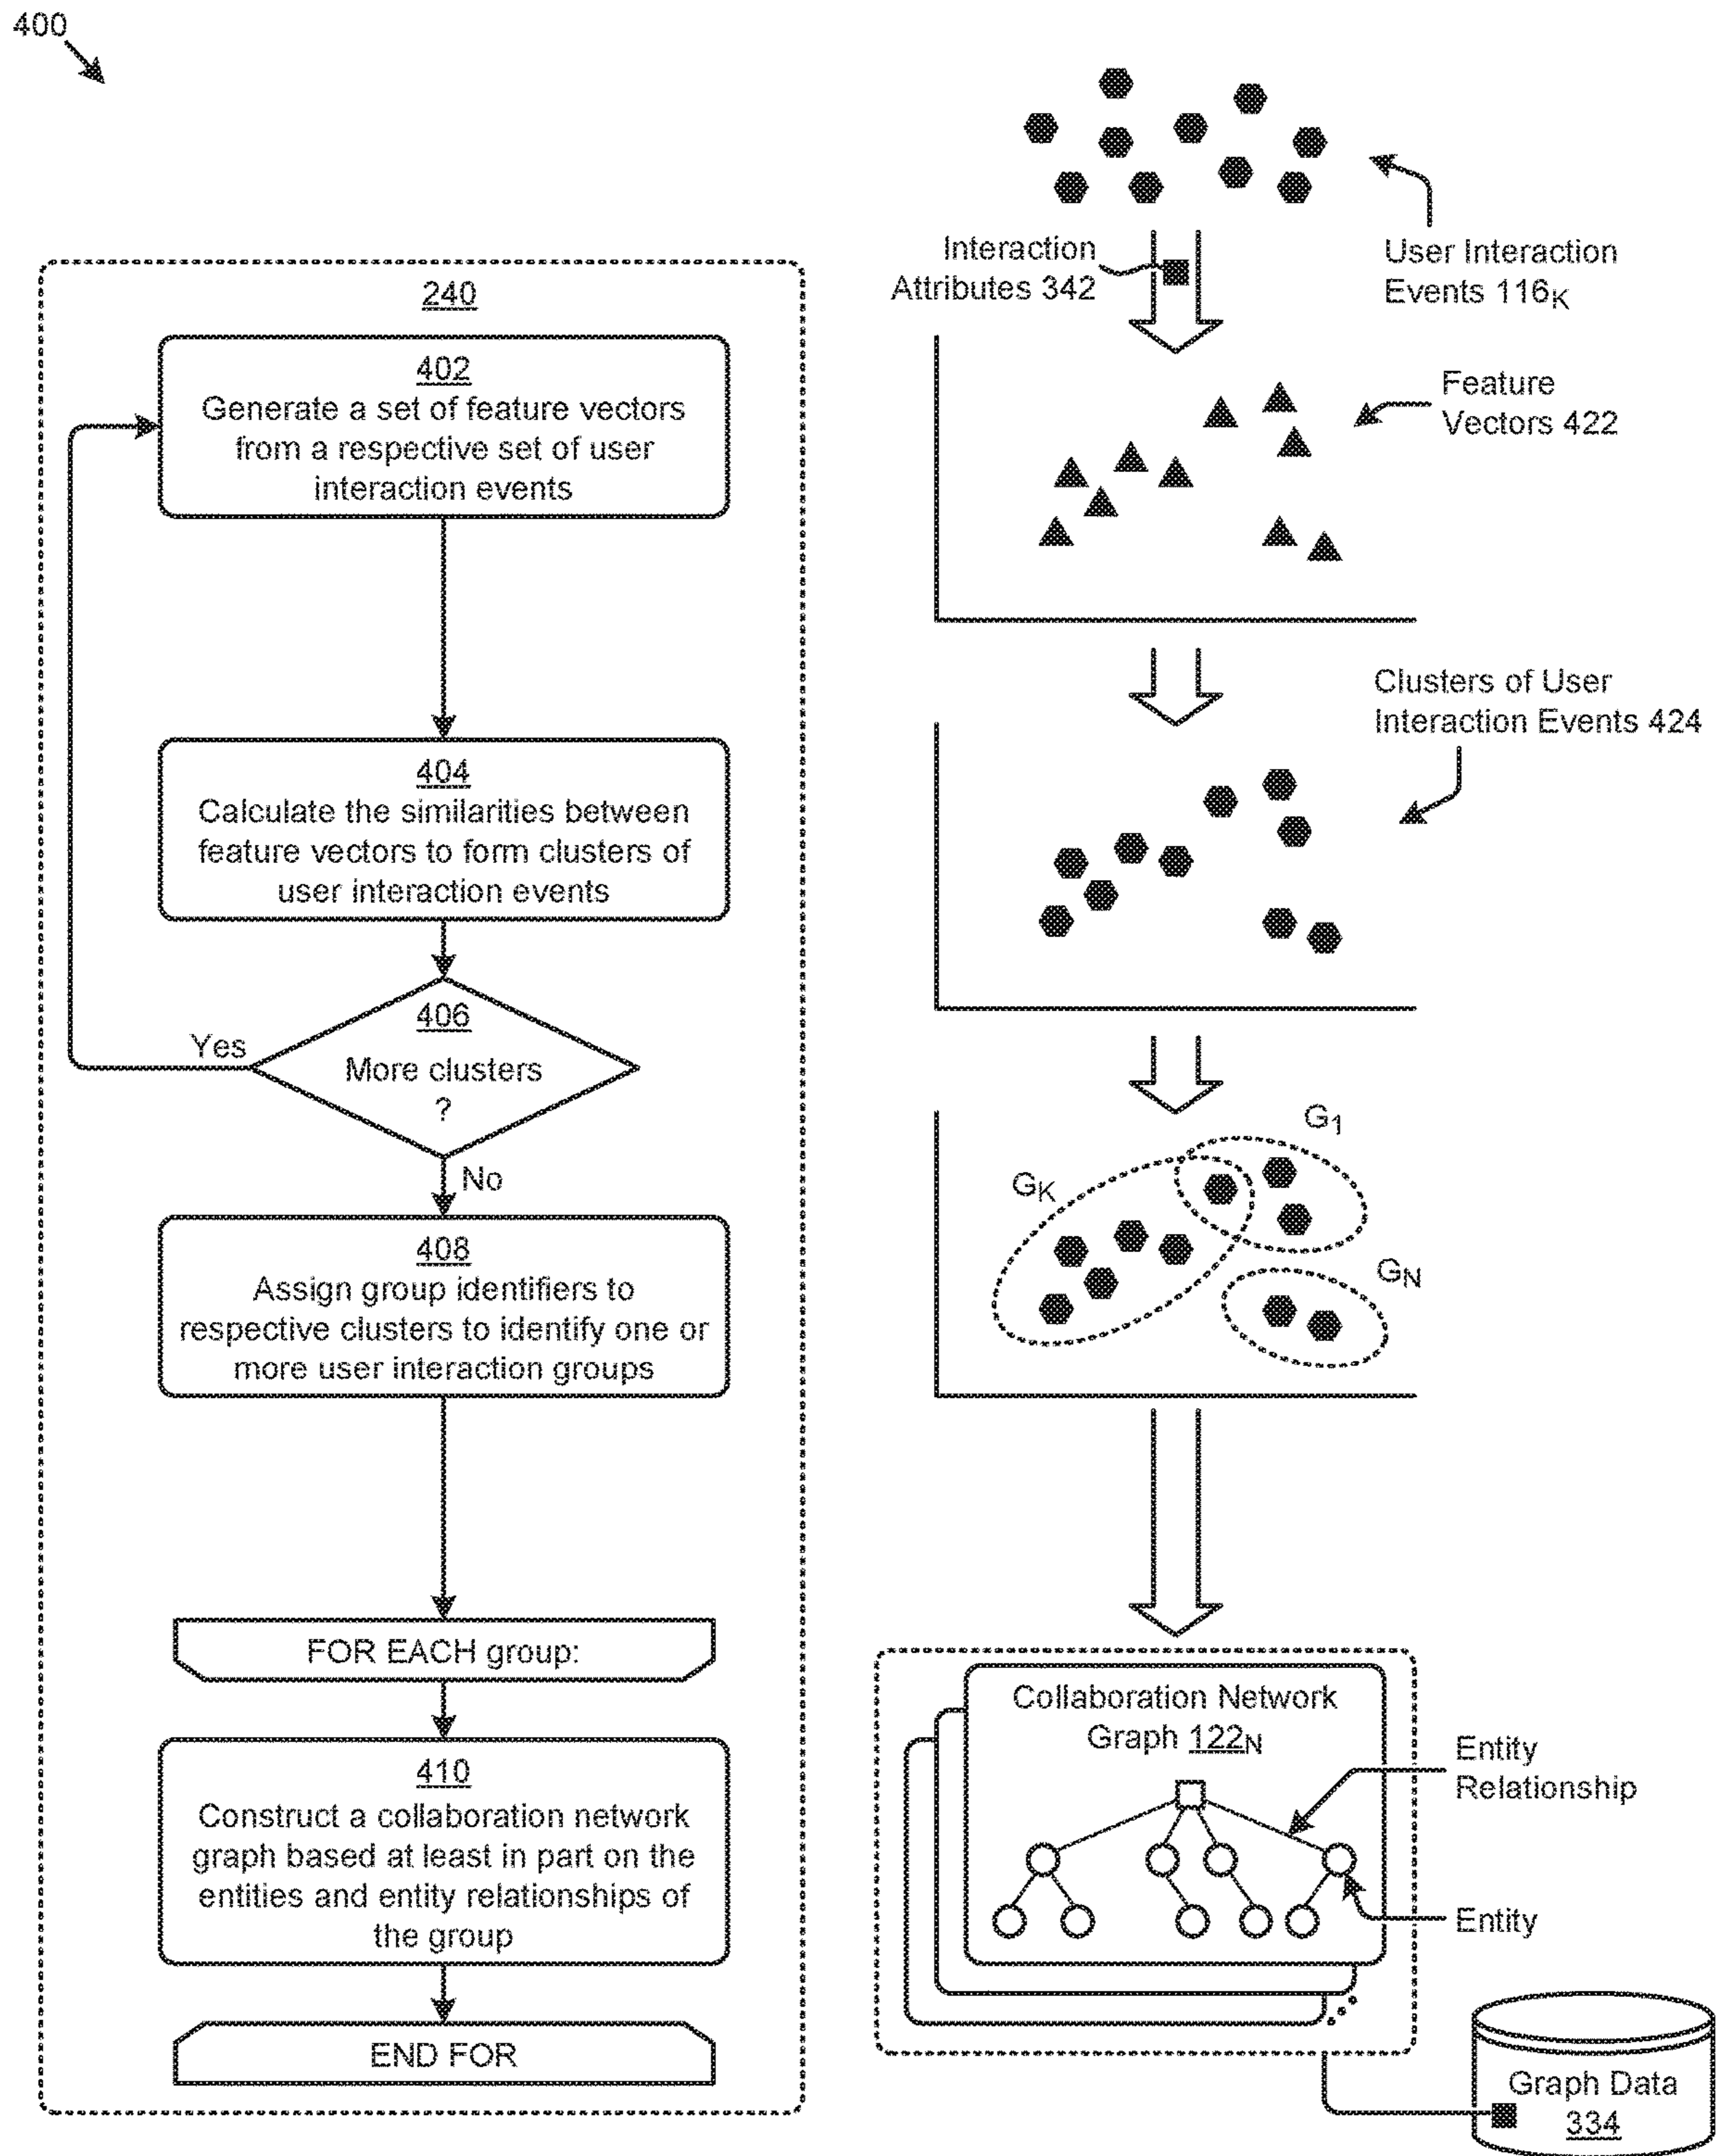 400
240
402
Generate a set of feature vectors
from a respective set of user
interaction events
404
Calculate the similarities between
feature vectors to form clusters of
user interaction events
406
More clusters
?
Yes
No
408
Assign group identifiers to
respective clusters to identify one or
more user interaction groups
FOR EACH group:
410
Construct a collaboration network
graph based at least in part on the
entities and entity relationships of
the group
END FOR
Interaction
Attributes 342
User Interaction
Events 116K
Feature
Vectors 422
Clusters of User
Interaction Events 424
G1
GK
GN
Collaboration Network
Graph 122N
Entity
Relationship
Entity
Graph Data
334